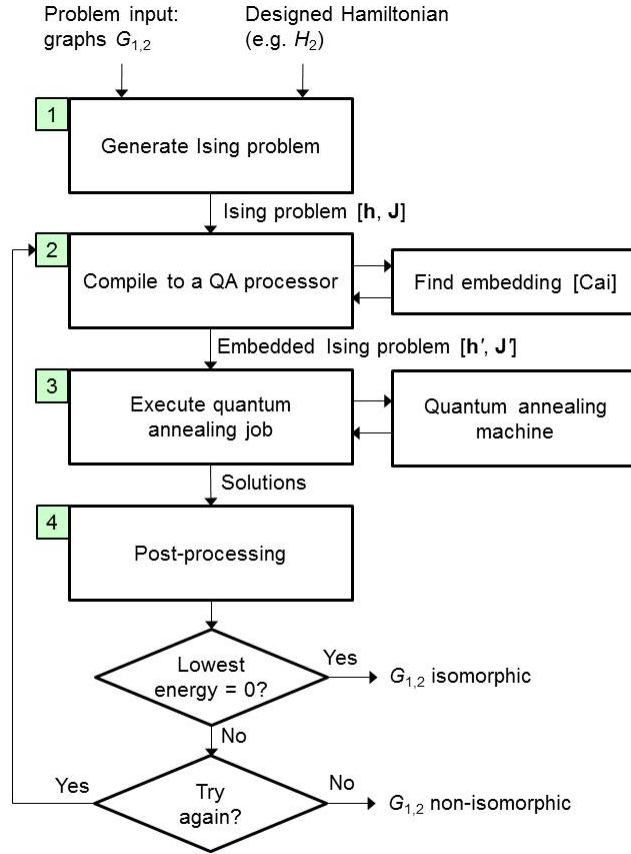 Problem input:
graphs G1,2
Designed Hamiltonian
(e.g. H2)
1
Generate Ising problem
Ising problem [h, J]
2
Compile to a QA processor
Find embedding [Cai]
Embedded Ising problem [h′, J′]
3
Execute quantum
annealing job
Quantum annealing
machine
Solutions
4
Post-processing
Lowest
energy = 0?
Yes
G1,2 isomorphic
No
Yes
Try
again?
No
G1,2 non-isomorphic